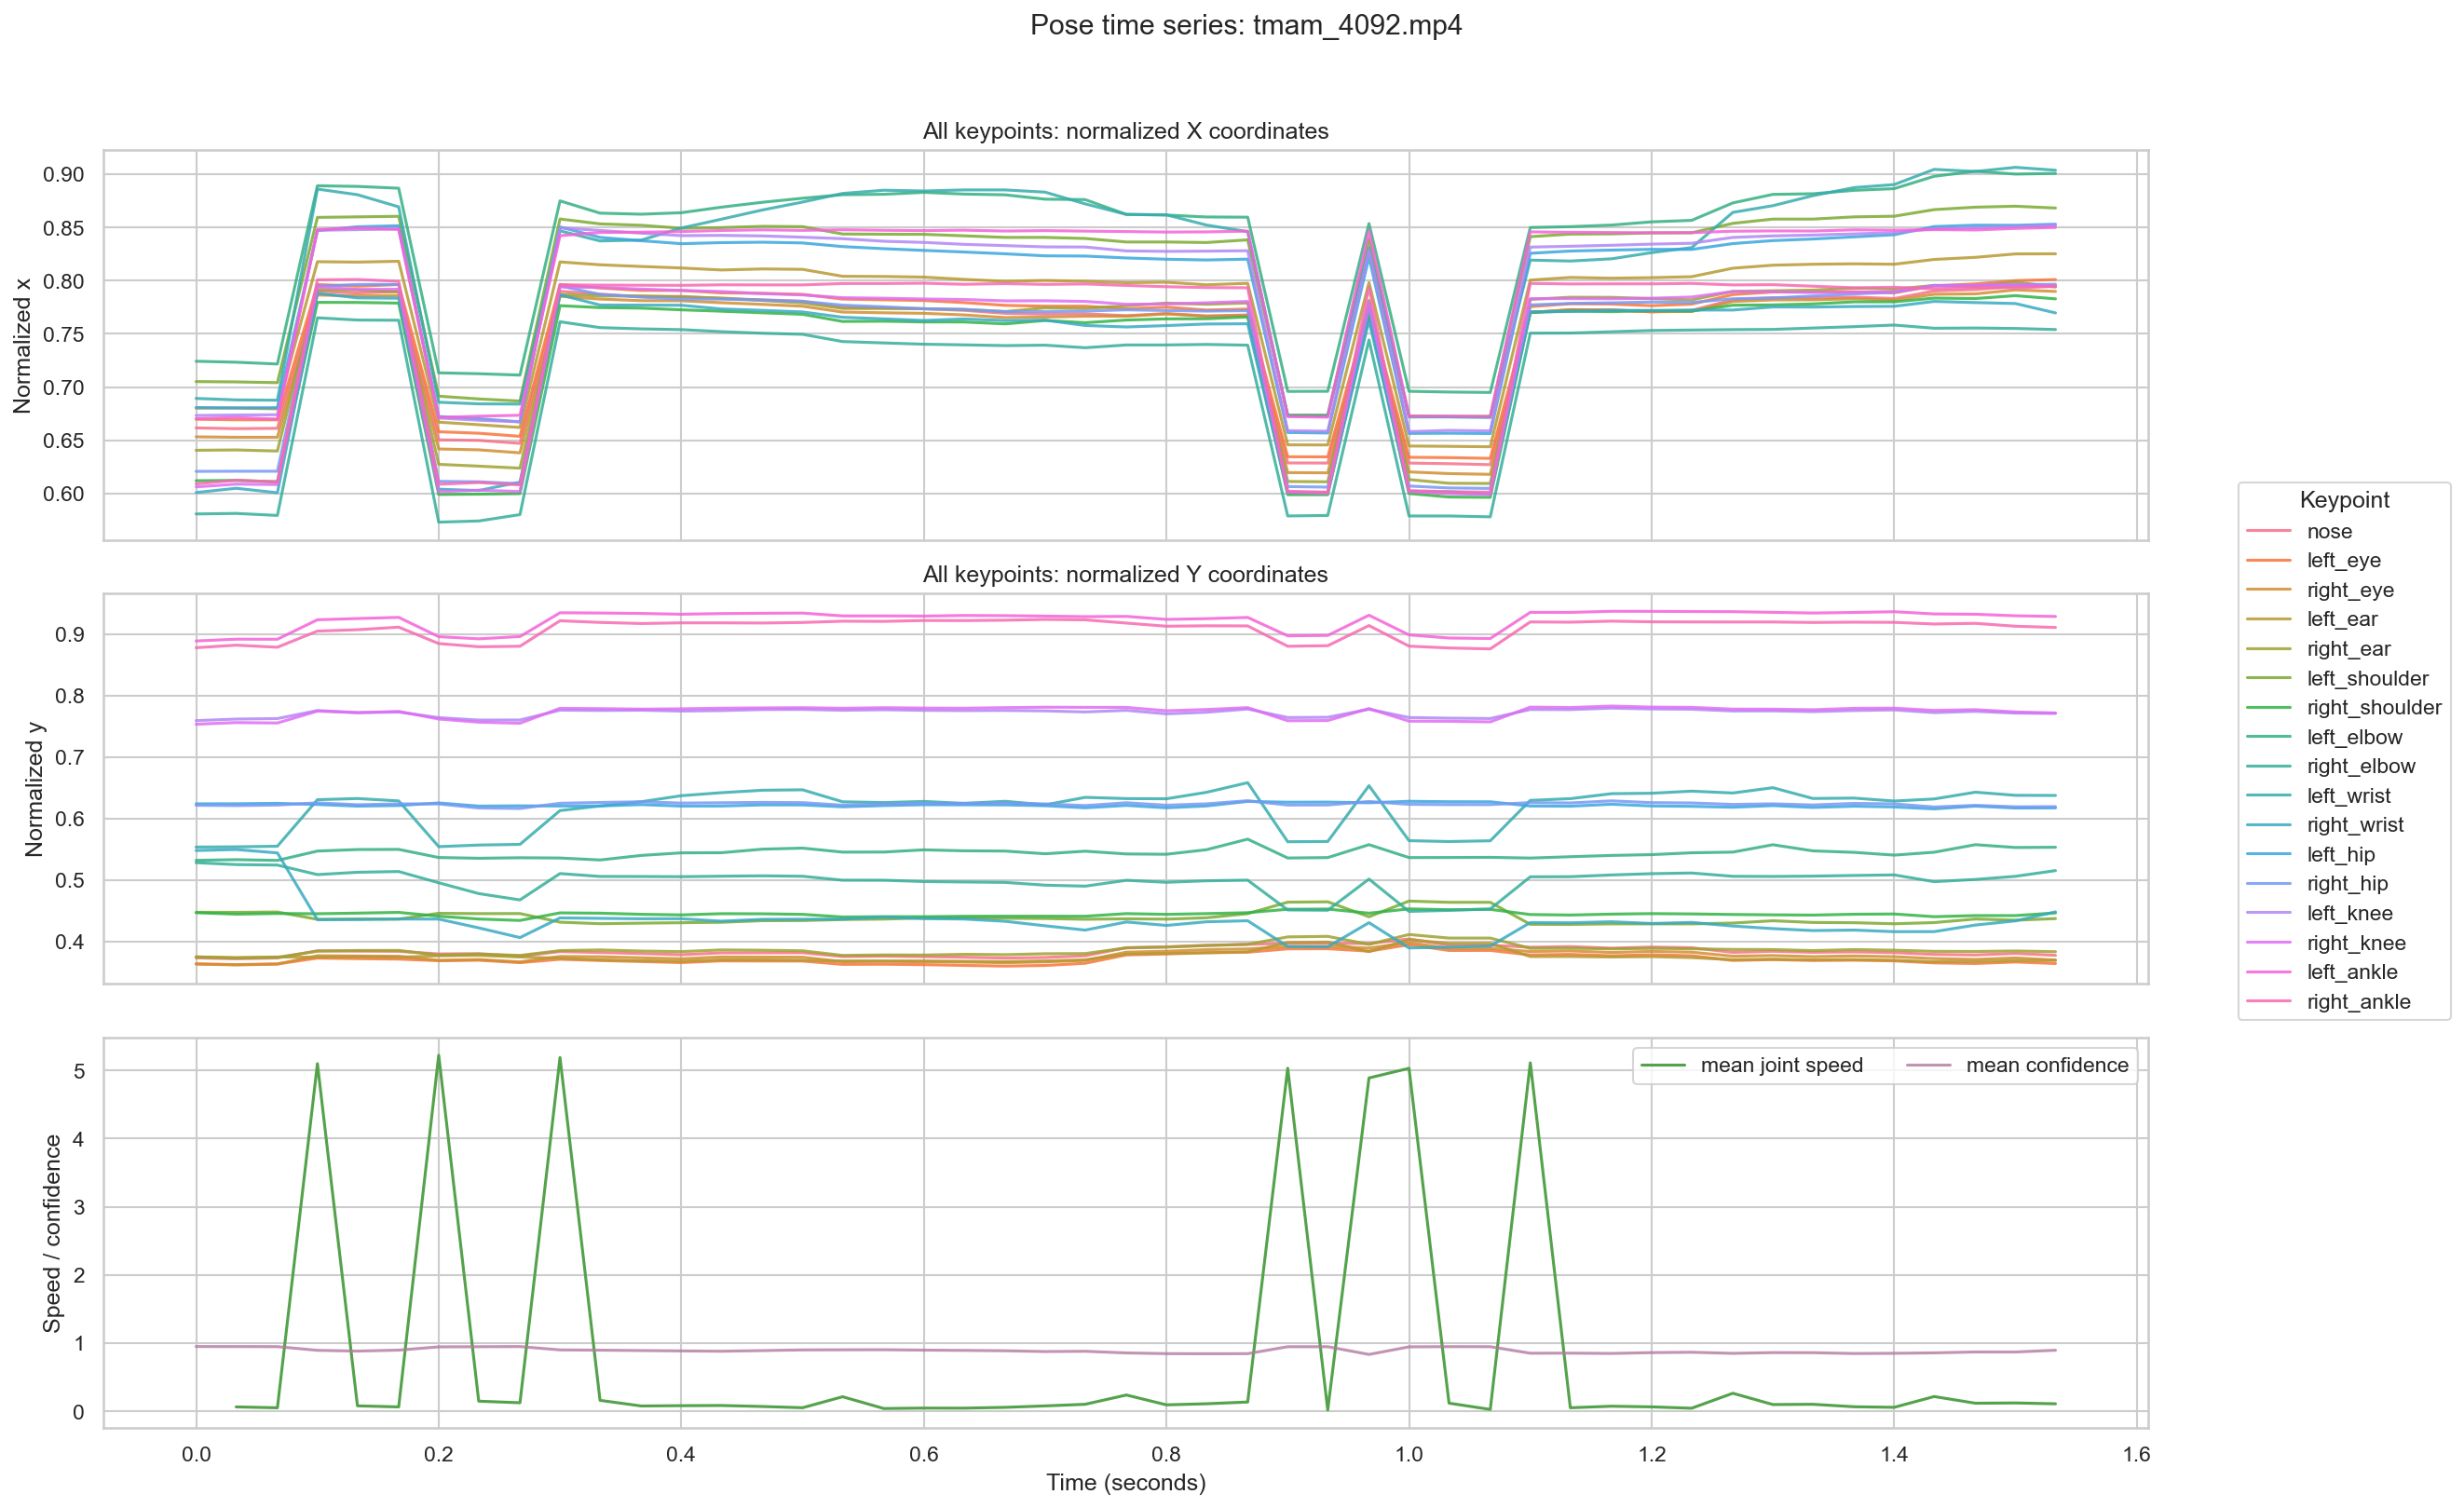 Pose time series: tmam_4092.mp4
All keypoints: normalized X coordinates
Normalized x
0.90
0.85
0.80
0.75
0.70
0.65
0.60
All keypoints: normalized Y coordinates
Normalized y
0.9
0.8
0.7
0.6
0.5
0.4
Keypoint
nose
left_eye
right_eye
left_ear
right_ear
left_shoulder
right_shoulder
left_elbow
right_elbow
left_wrist
right_wrist
left_hip
right_hip
left_knee
right_knee
left_ankle
right_ankle
mean joint speed mean confidence
Speed / confidence
5
4
3
2
1
0
0.0 0.2 0.4 0.6 0.8 1.0 1.2 1.4 1.6
Time (seconds)